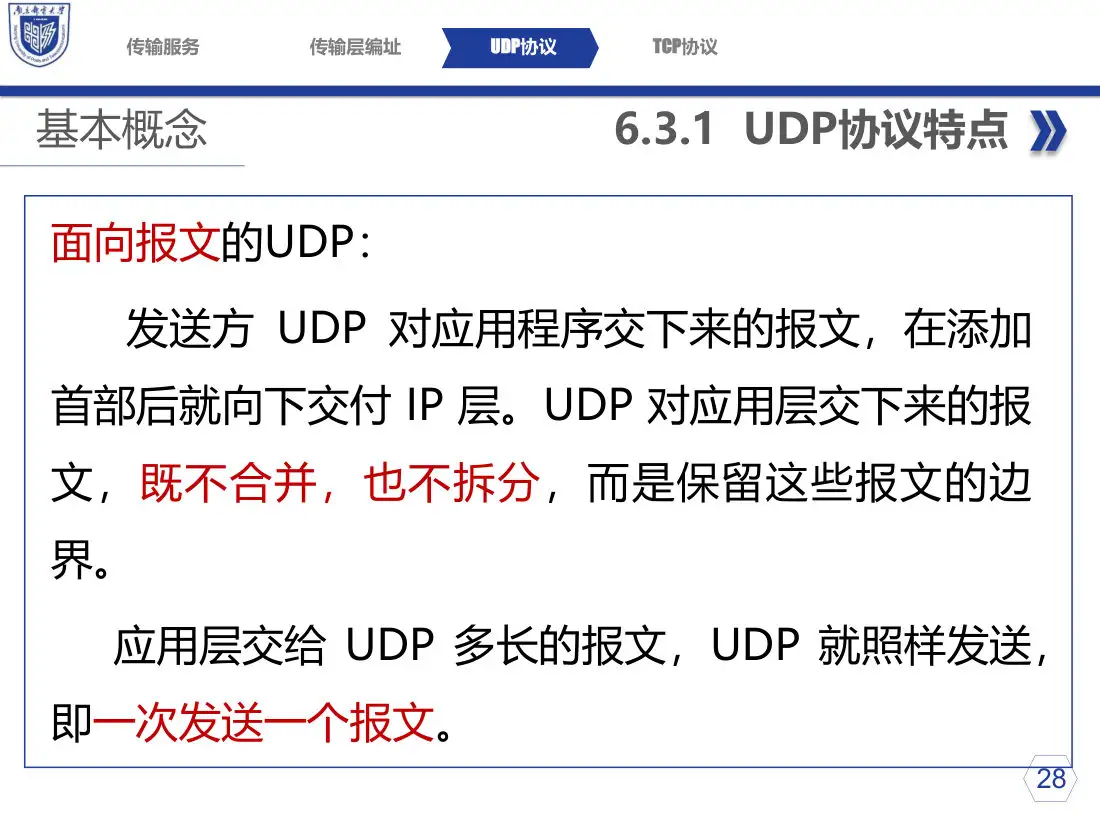 南京邮电大学
传输服务
传输层编址
UDP协议
TCP协议
基本概念
6.3.1 UDP协议特点
面向报文的UDP：
发送方 UDP 对应用程序交下来的报文，在添加
首部后就向下交付 IP 层。UDP 对应用层交下来的报
文，既不合并，也不拆分，而是保留这些报文的边
界。
应用层交给 UDP 多长的报文，UDP 就照样发送，
即一次发送一个报文。
28